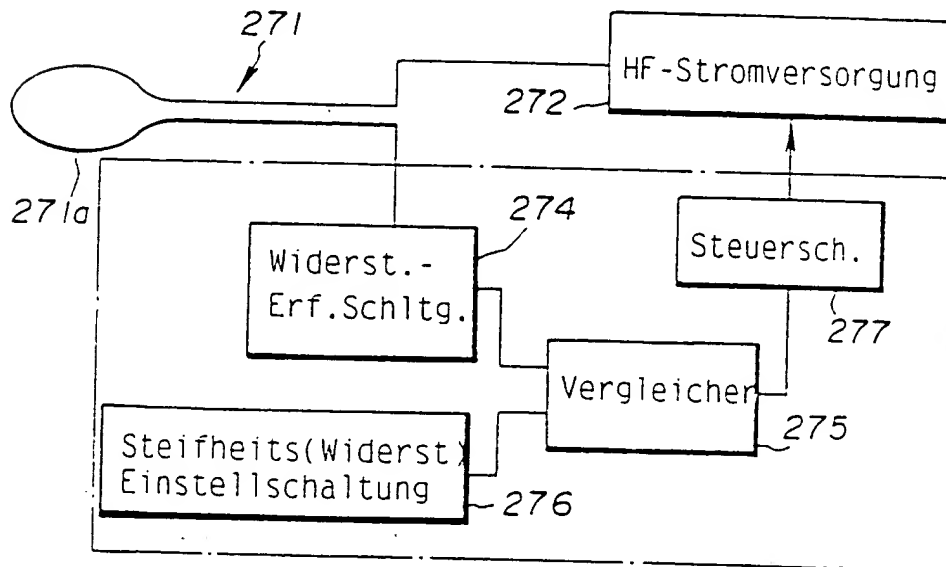 271
HF-Stromversorgung
272
271a
274
Widerst.-
Erf.Schltg.
Steuersch.
277
Vergleicher
275
Steifheits(Widerst)
Einstellschaltung
276